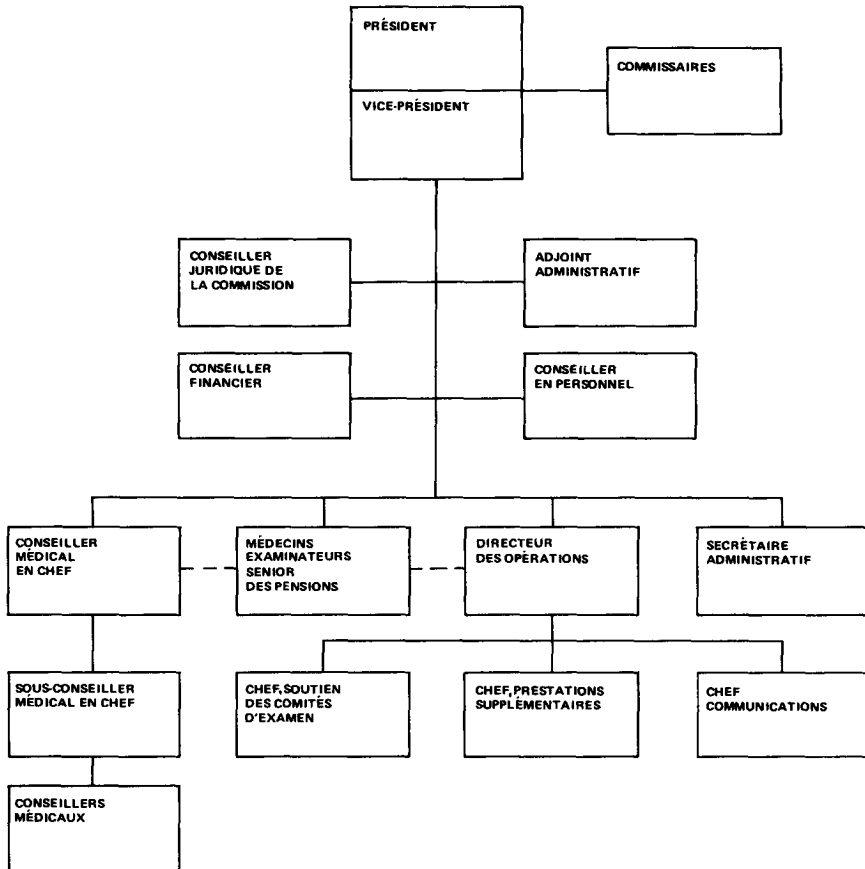 PRÉSIDENT
COMMISSAIRES
VICE-PRÉSIDENT
CONSEILLER
JURIDIQUE DE
LA COMMISSION
ADJOINT
ADMINISTRATIF
CONSEILLER
FINANCIER
CONSEILLER
EN PERSONNEL
CONSEILLER
MÉDICAL
EN CHEF
MÉDECINS
EXAMINATEURS
SENIOR
DES PENSIONS
DIRECTEUR
DES OPÉRATIONS
SECRÉTAIRE
ADMINISTRATIF
SOUS-CONSEILLER
MÉDICAL EN CHEF
CHEF, SOUTIEN
DES COMITÉS
D'EXAMEN
CHEF, PRESTATIONS
SUPPLÉMENTAIRES
CHEF
COMMUNICATIONS
CONSEILLERS
MÉDICAUX